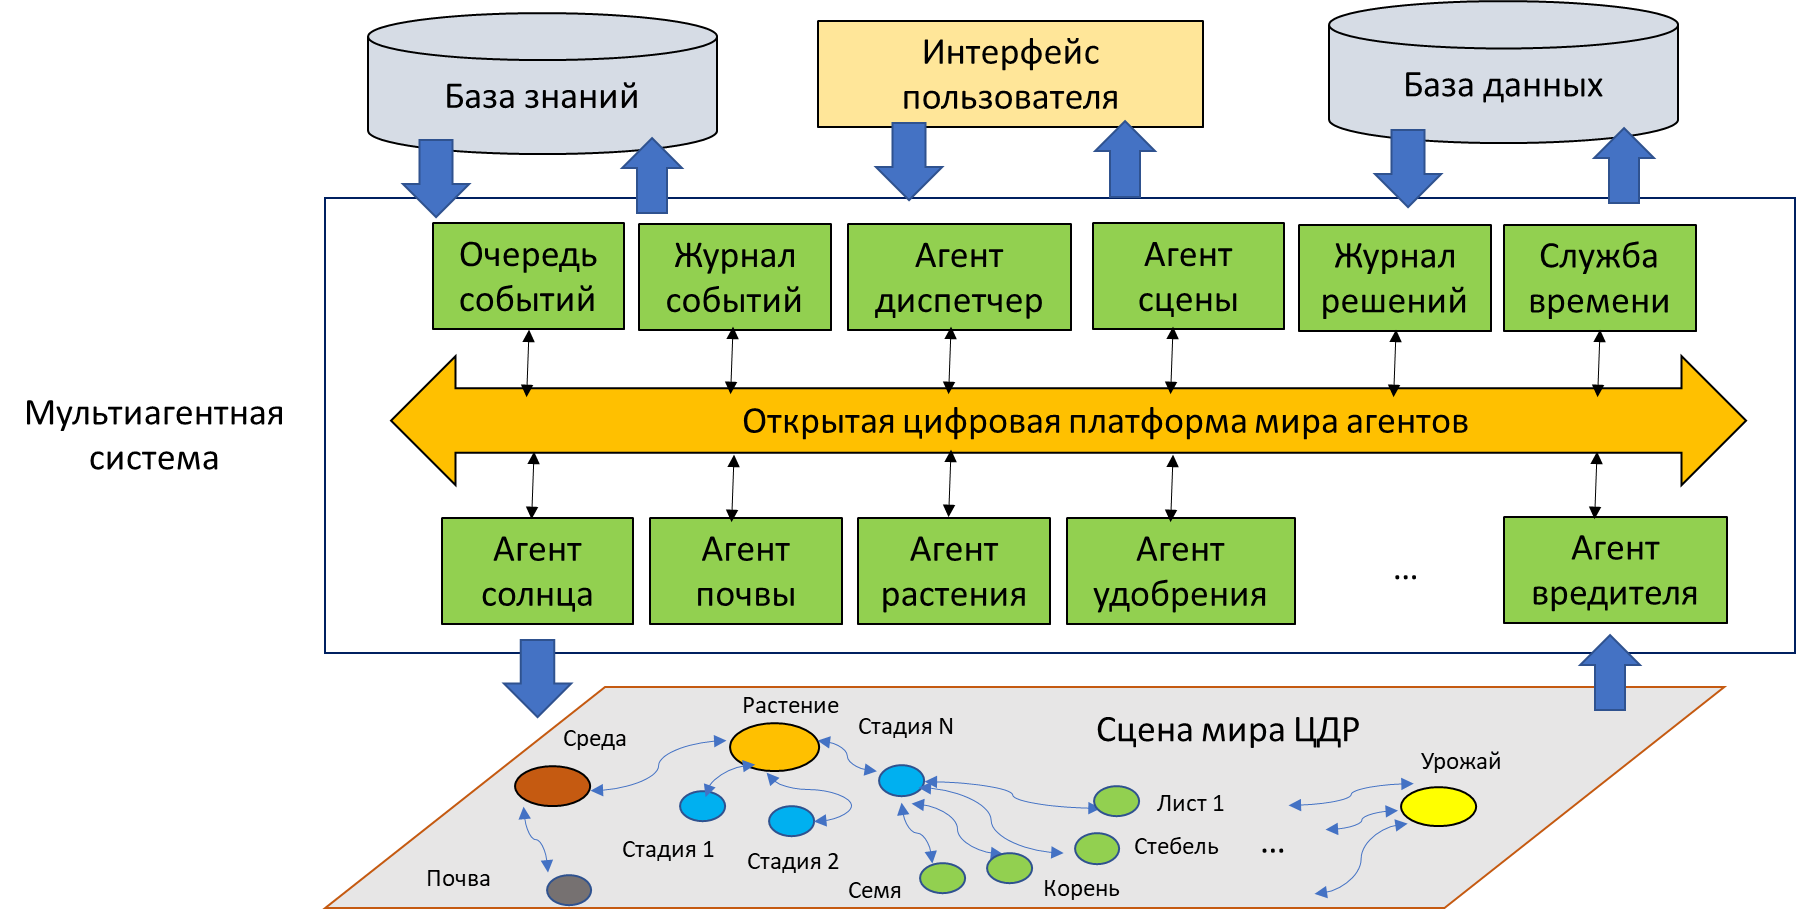 База знаний
Интерфейс
пользователя
База данных
Очередь
событий
Журнал
событий
Агент
диспетчер
Агент
сцены
Журнал
решений
Служба
времени
Мультиагентная
система
Открытая цифровая платформа мира агентов
Агент
солнца
Агент
почвы
Агент
растения
Агент
удобрения
...
Агент
вредителя
Сцена мира ЦДР
Растение
Среда
Стадия N
Урожай
Лист 1
Стадия 1
Стадия 2
Стебель
...
Почва
Семя
Корень